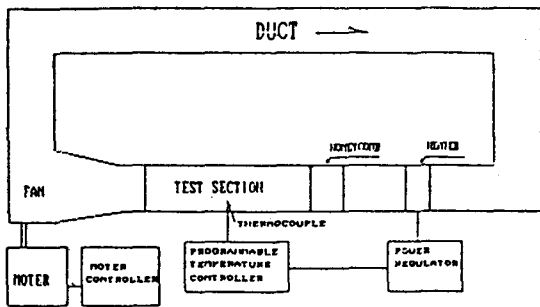 DUCT
HONEYCOMB
HEATER
FAN
TEST SECTION
THERMOCOUPLE
MOTER
MOTER
CONTROLLER
PROGRAMMABLE
TEMPERATURE
CONTROLLER
POWER
REGULATOR